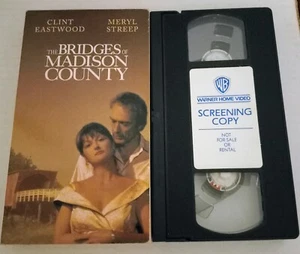 CLINT EASTWOOD
MERYL STREEP
THE BRIDGES OF
MADISON
COUNTY
WB
WARNER HOME VIDEO
SCREENING
COPY
NOT
FOR SALE
OR
RENTAL